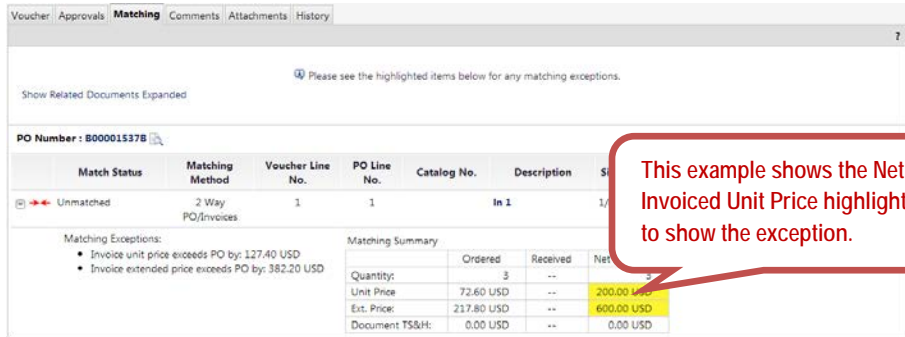 Voucher Approvals Matching Comments Attachments History
?
Please see the highlighted items below for any matching exceptions.
Show Related Documents Expanded
PO Number : B00001537B
Match Status Matching Method Voucher Line No. PO Line No. Catalog No. Description
Unmatched 2 Way PO/Invoices 1 1 In 1 1/
This example shows the Net
Invoiced Unit Price highlight
to show the exception.
Matching Exceptions:
• Invoice unit price exceeds PO by: 127.40 USD
• Invoice extended price exceeds PO by: 382.20 USD
Matching Summary
Ordered Received Net
Quantity: 3 -- 3
Unit Price 72.60 USD -- 200.00 USD
Ext. Price: 217.80 USD -- 600.00 USD
Document TS&H: 0.00 USD -- 0.00 USD